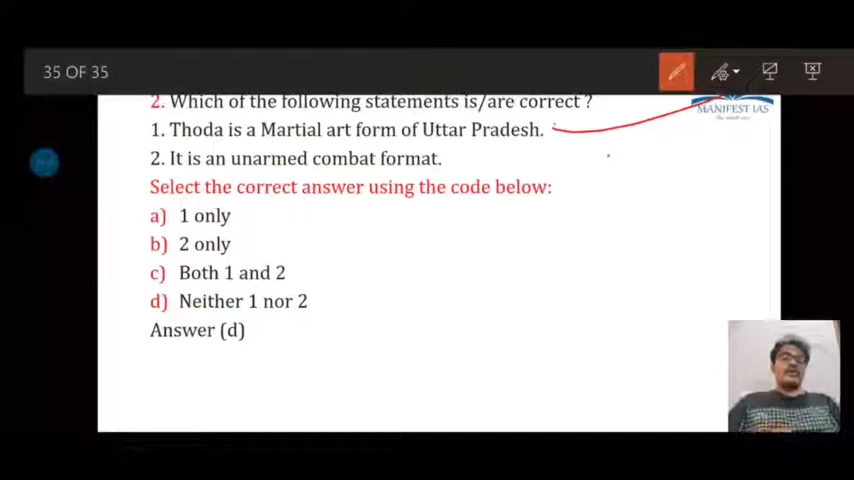 35 OF 35
2. Which of the following statements is/are correct ?
MANIFEST IAS
1. Thoda is a Martial art form of Uttar Pradesh.
2. It is an unarmed combat format.
Select the correct answer using the code below:
a) 1 only
b) 2 only
c) Both 1 and 2
d) Neither 1 nor 2
Answer (d)